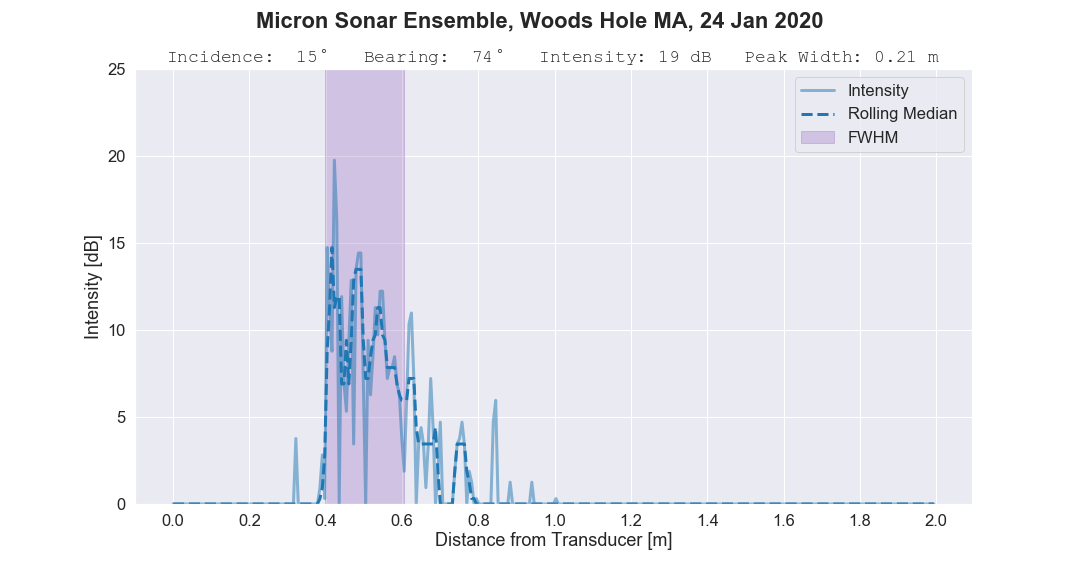 Micron Sonar Ensemble, Woods Hole MA, 24 Jan 2020
Incidence: 15° Bearing: 74° Intensity: 19 dB Peak Width: 0.21 m
25
20
15
10
5
0
Intensity [dB]
Intensity
Rolling Median
FWHM
0.0 0.2 0.4 0.6 0.8 1.0 1.2 1.4 1.6 1.8 2.0
Distance from Transducer [m]